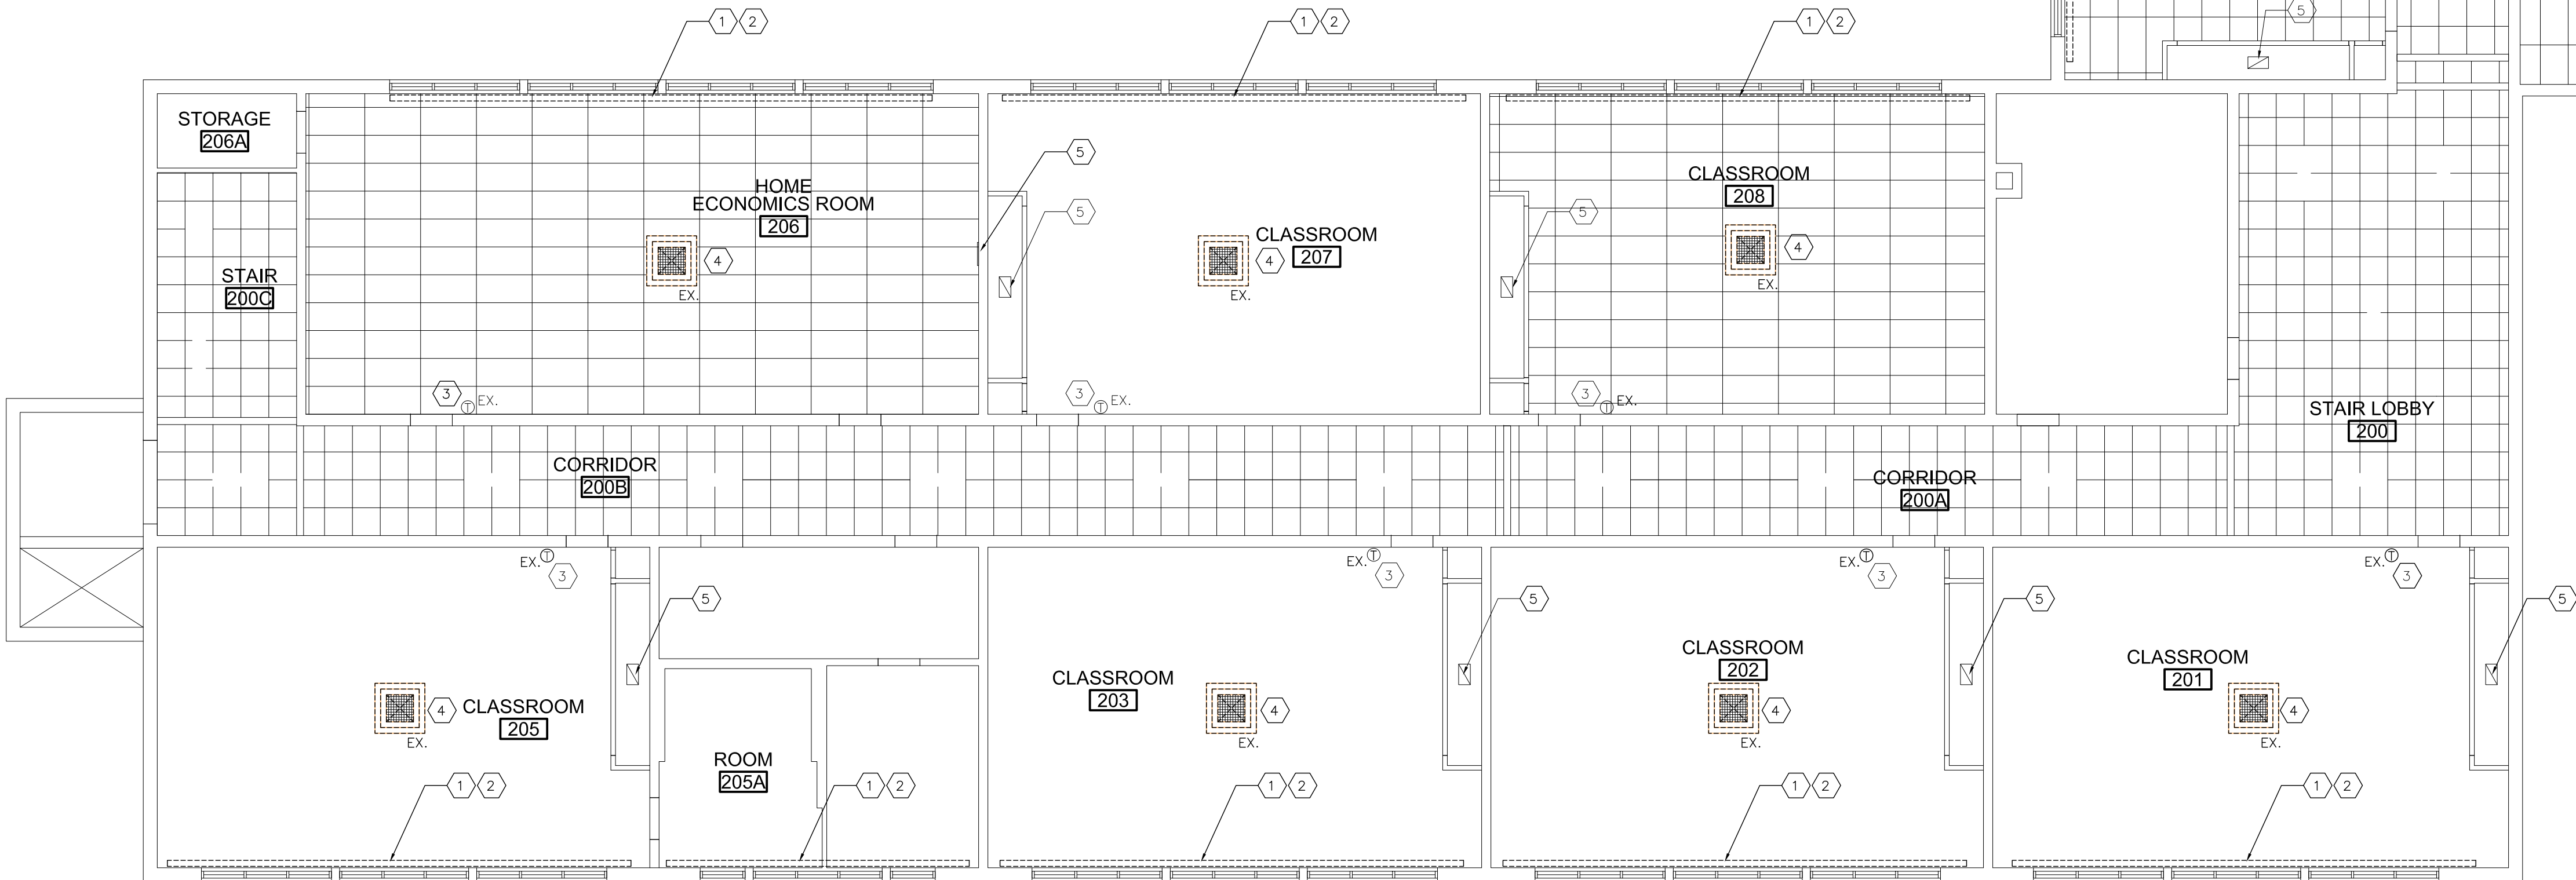 1 2
1 2
1 2
5
STORAGE
206A
5
HOME
ECONOMICS ROOM
206
5
CLASSROOM
208
5
CLASSROOM
207
STAIR
200C
4
EX.
4
EX.
4
EX.
3
T EX.
3
T EX.
3
T EX.
STAIR LOBBY
200
CORRIDOR
200B
CORRIDOR
200A
EX. T
3
EX. T
3
EX. T
3
EX. T
3
5
5
5
5
CLASSROOM
205
4
EX.
CLASSROOM
203
4
EX.
CLASSROOM
202
4
EX.
CLASSROOM
201
4
EX.
ROOM
205A
1 2
1 2
1 2
1 2
1 2